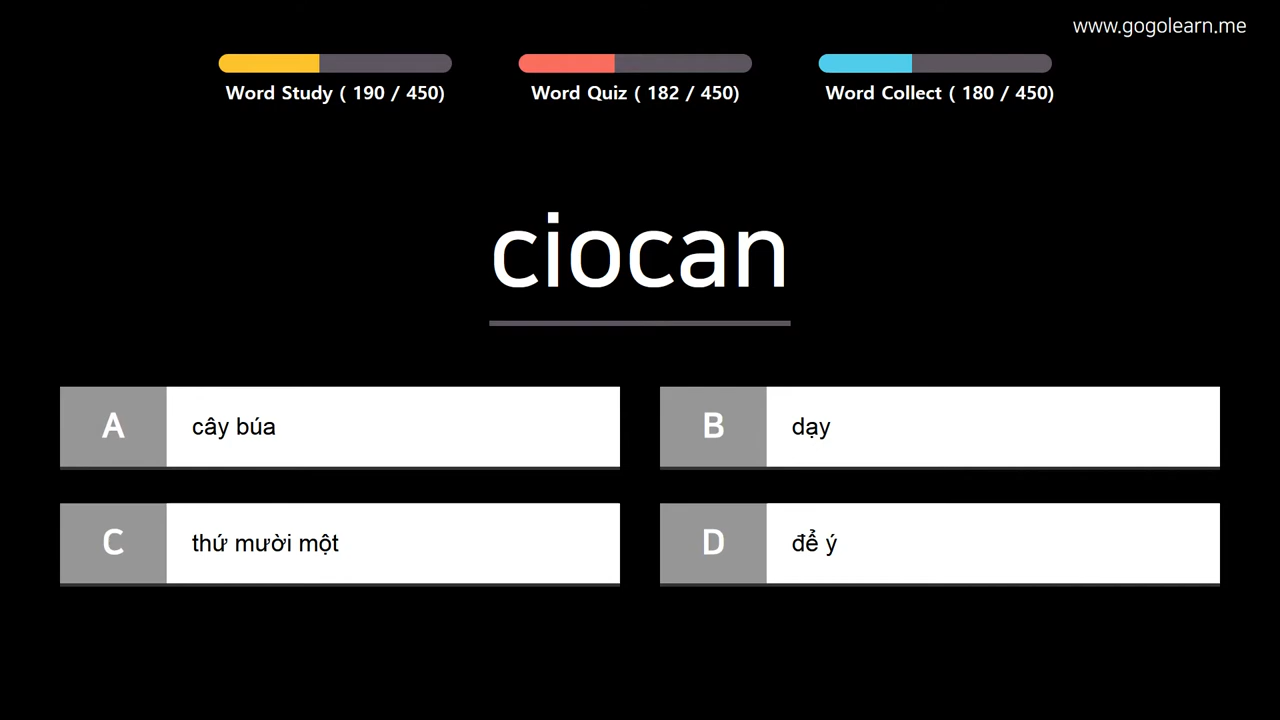 www.gogolearn.me
Word Study ( 190 / 450)
Word Quiz ( 182 / 450)
Word Collect ( 180 / 450)
ciocan
A cây búa
B dạy
C thứ mười một
D để ý